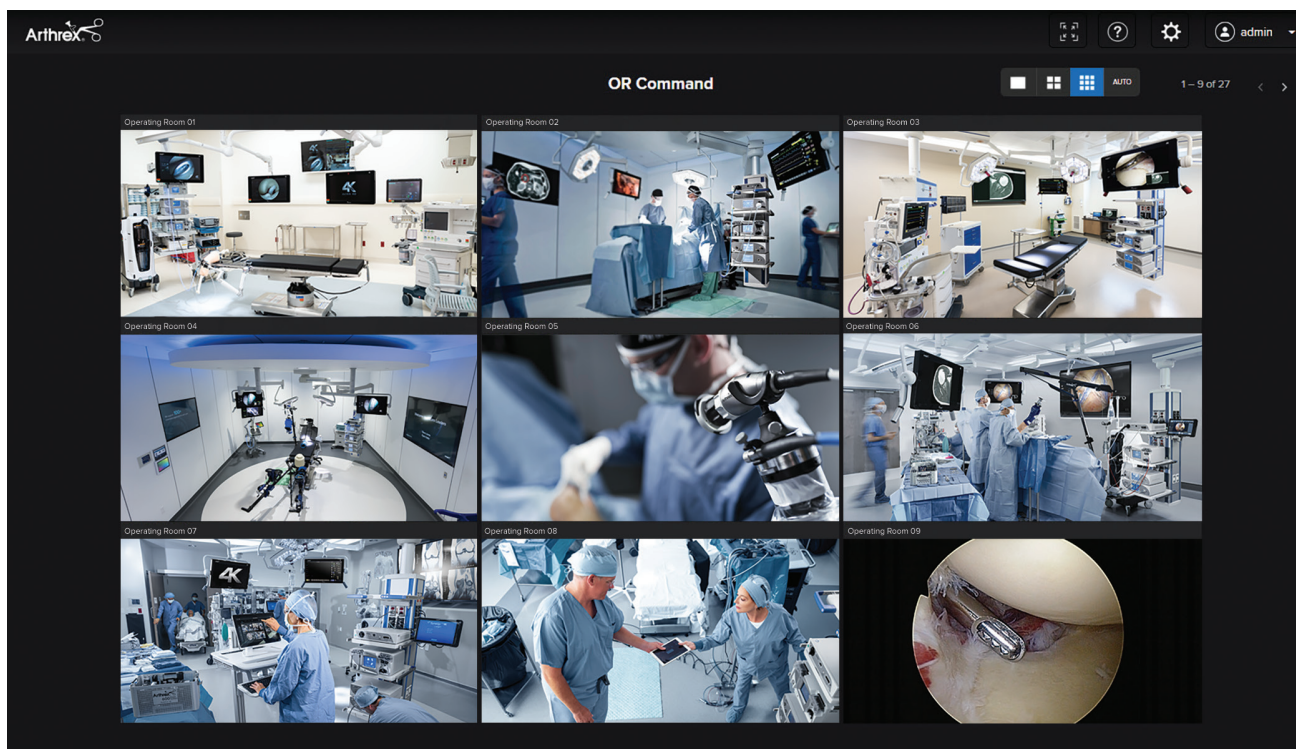 Arthrex
? admin
OR Command
AUTO
1 – 9 of 27
Operating Room 01
Operating Room 02
Operating Room 03
4K
4K
Operating Room 04
Operating Room 05
Operating Room 06
Operating Room 07
Operating Room 08
Operating Room 09
4K
Arthrex